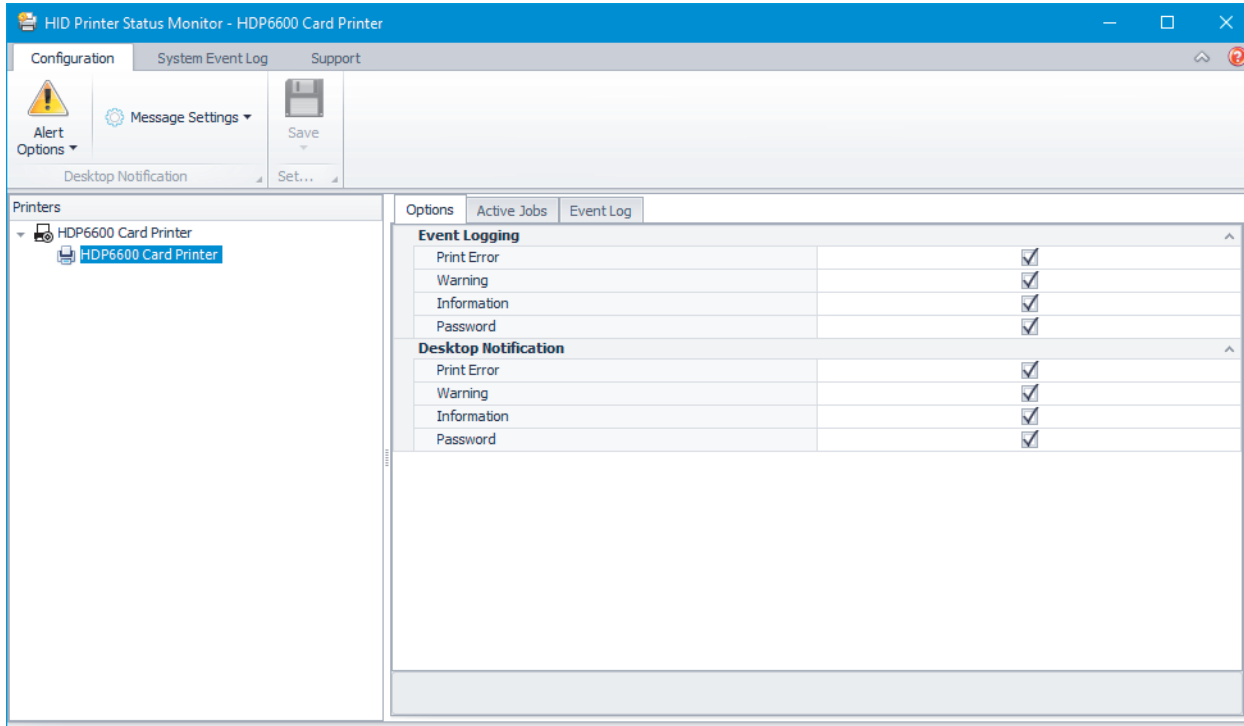 HID Printer Status Monitor - HDP6600 Card Printer
Configuration System Event Log Support
Alert
Options
Message Settings
Save
Desktop Notification
Set...
Printers
HDP6600 Card Printer
HDP6600 Card Printer
Options Active Jobs Event Log
Event Logging
Print Error
Warning
Information
Password
Desktop Notification
Print Error
Warning
Information
Password